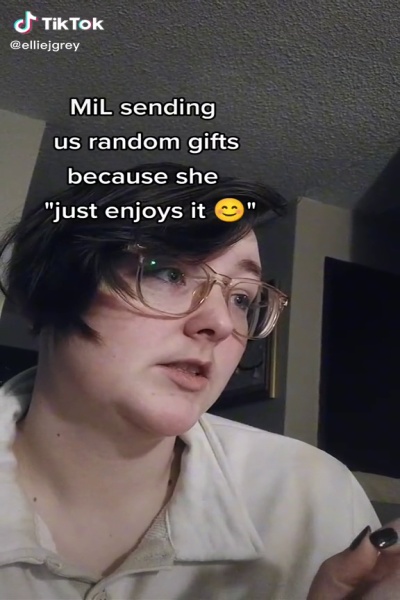 TikTok
@elliejgrey
MiL sending
us random gifts
because she
"just enjoys it 😊"